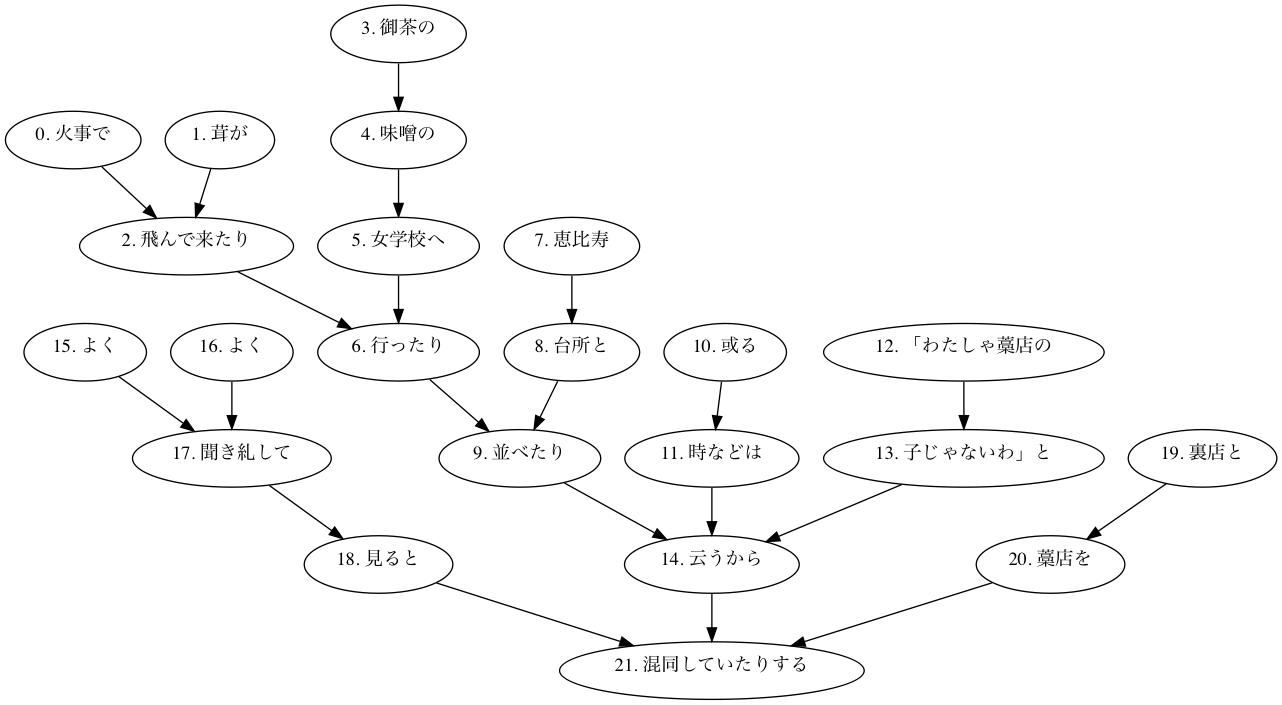 3. 御茶の
0. 火事で
1. 茸が
4. 味噌の
2. 飛んで来たり
5. 女学校へ
7. 恵比寿
15. よく
16. よく
6. 行ったり
8. 台所と
10. 或る
12. 「わたしゃ藁店の
17. 聞き糺して
9. 並べたり
11. 時などは
13. 子じゃないわ」と
19. 裏店と
18. 見ると
14. 云うから
20. 藁店を
21. 混同していたりする